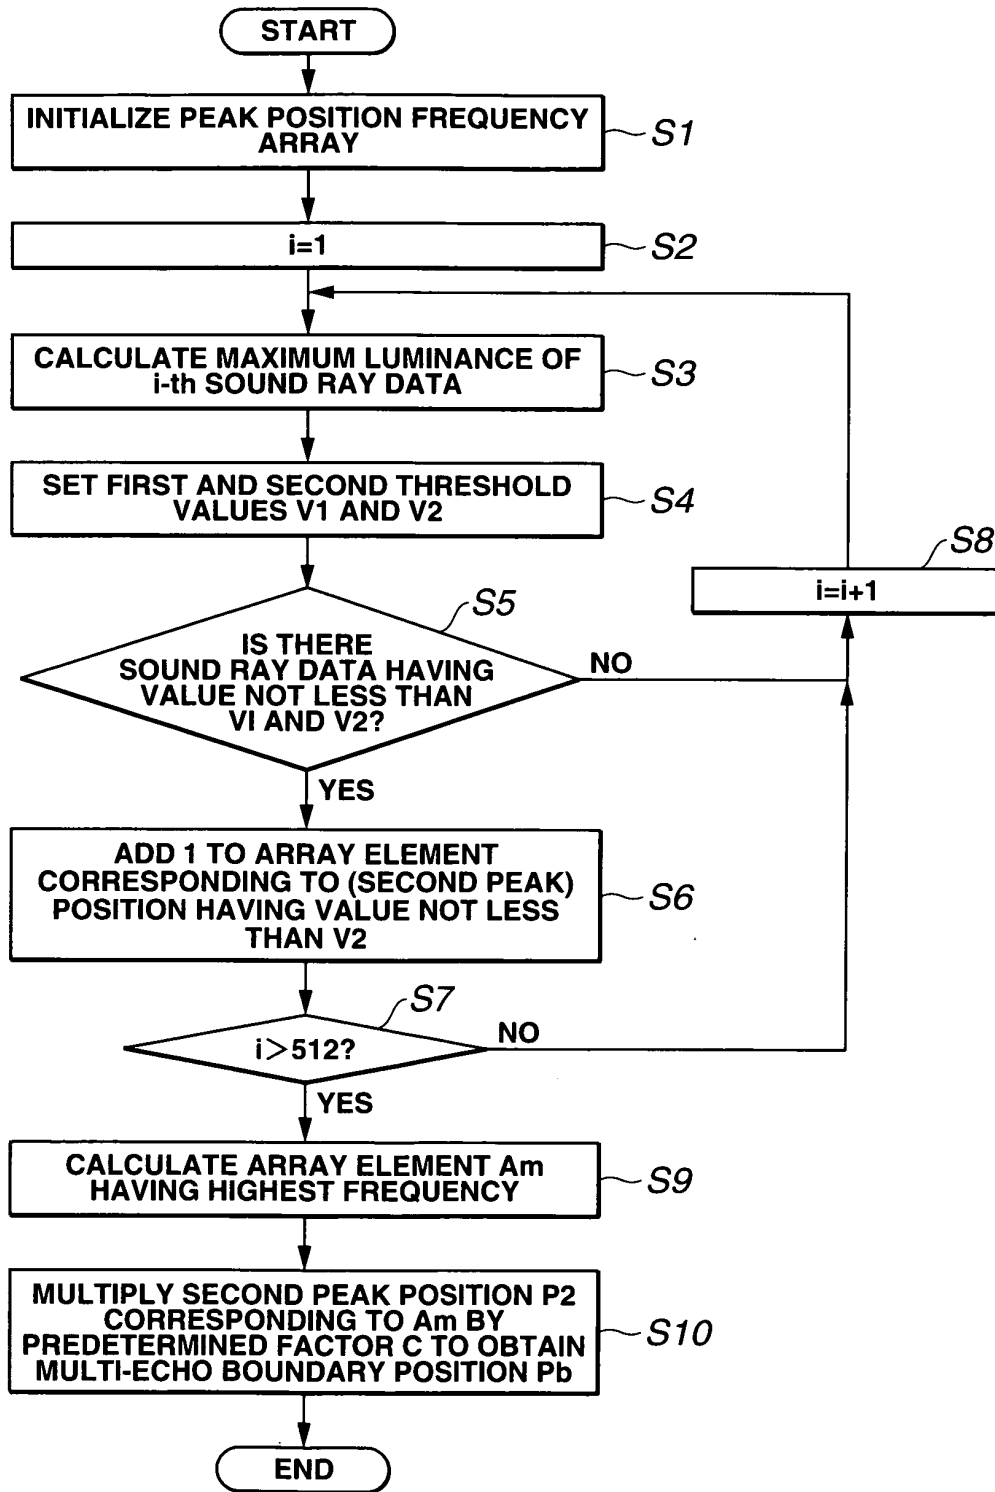 START
INITIALIZE PEAK POSITION FREQUENCY
ARRAY
S1
i=1
S2
CALCULATE MAXIMUM LUMINANCE OF
i-th SOUND RAY DATA
S3
SET FIRST AND SECOND THRESHOLD
VALUES V1 AND V2
S4
S8
i=i+1
S5
IS THERE
SOUND RAY DATA HAVING
VALUE NOT LESS THAN
VI AND V2?
NO
YES
ADD 1 TO ARRAY ELEMENT
CORRESPONDING TO (SECOND PEAK)
POSITION HAVING VALUE NOT LESS
THAN V2
S6
S7
i>512?
NO
YES
CALCULATE ARRAY ELEMENT Am
HAVING HIGHEST FREQUENCY
S9
MULTIPLY SECOND PEAK POSITION P2
CORRESPONDING TO Am BY
PREDETERMINED FACTOR C TO OBTAIN
MULTI-ECHO BOUNDARY POSITION Pb
S10
END